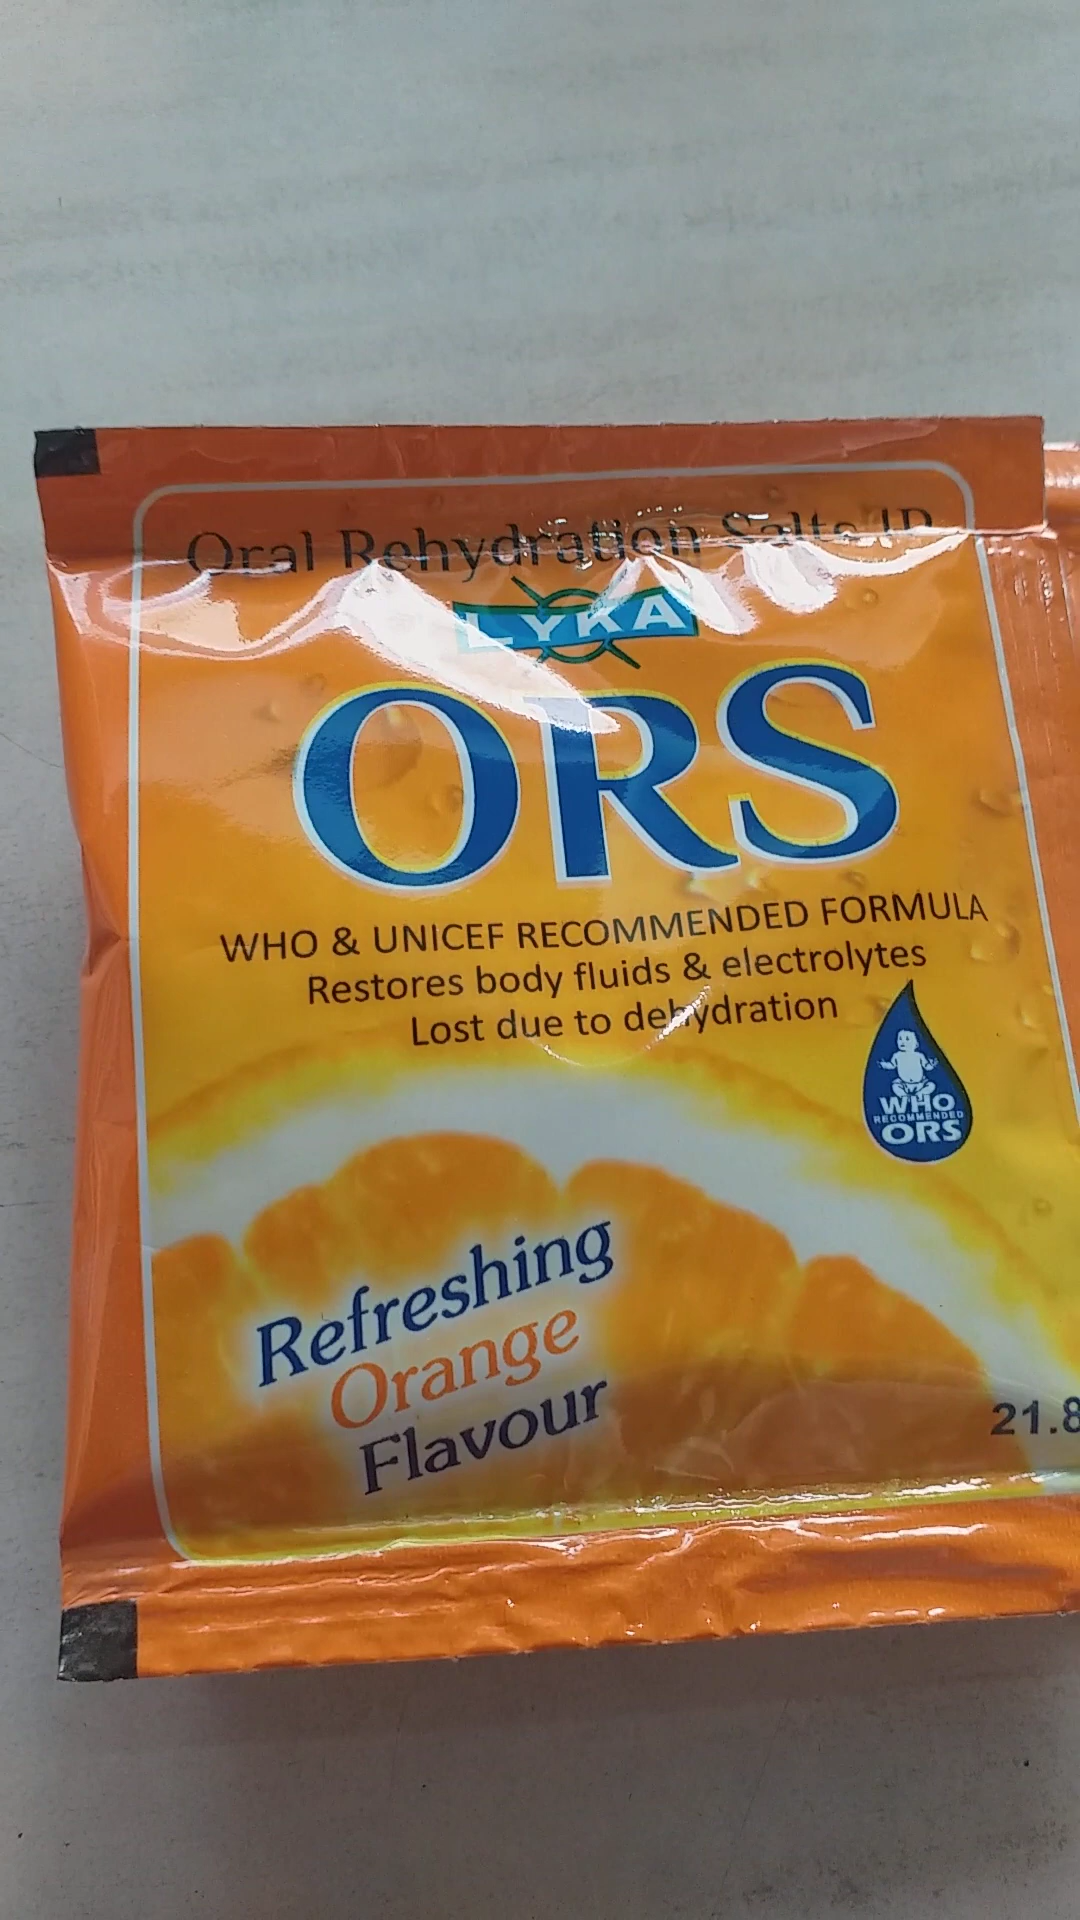 Oral Rehydration Salts IP
LYKA
ORS
WHO & UNICEF RECOMMENDED FORMULA
Restores body fluids & electrolytes
Lost due to dehydration
WHO
RECOMMENDED
ORS
Refreshing
Orange
Flavour
21.8